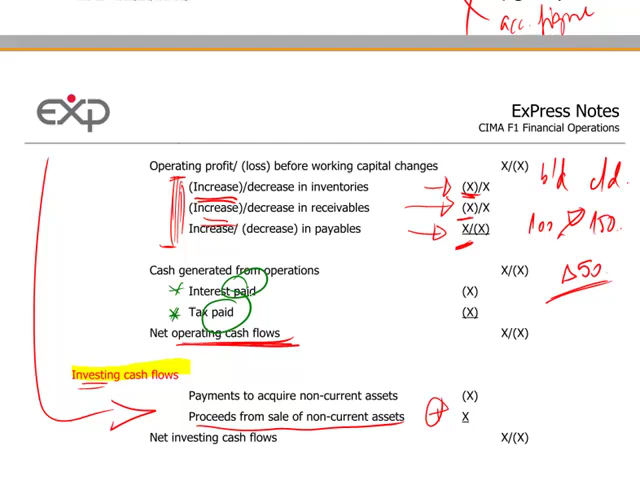 acc. figure
exp
ExPress Notes
CIMA F1 Financial Operations
Operating profit/ (loss) before working capital changes X/(X)
b/d c/d
(Increase)/decrease in inventories (X)/X
(Increase)/decrease in receivables (X)/X
Increase/ (decrease) in payables X/(X)
100 150
Cash generated from operations X/(X)
Δ50
Interest paid (X)
Tax paid (X)
Net operating cash flows X/(X)
Investing cash flows
Payments to acquire non-current assets (X)
Proceeds from sale of non-current assets X
Net investing cash flows X/(X)